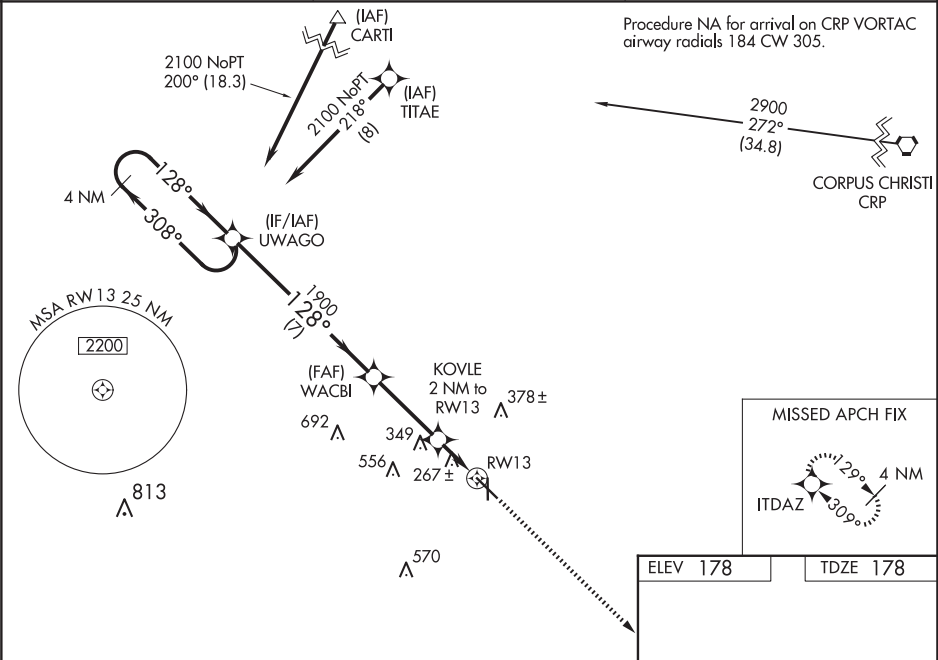 (IAF)
CARTI
Procedure NA for arrival on CRP VORTAC
airway radials 184 CW 305.
2100 NoPT
200° (18.3)
(IAF)
TITAE
2100 NoPT
218°
(8)
2900
272°
(34.8)
CORPUS CHRISTI
CRP
4 NM
128°
308°
(IF/IAF)
UWAGO
1900
128°
(7)
MSA RW 13 25 NM
2200
(FAF)
WACBI
KOVLE
2 NM to
RW13
378 ±
692
349
556
267 ±
RW13
813
570
MISSED APCH FIX
129°
4 NM
ITDAZ
309°
ELEV 178
TDZE 178